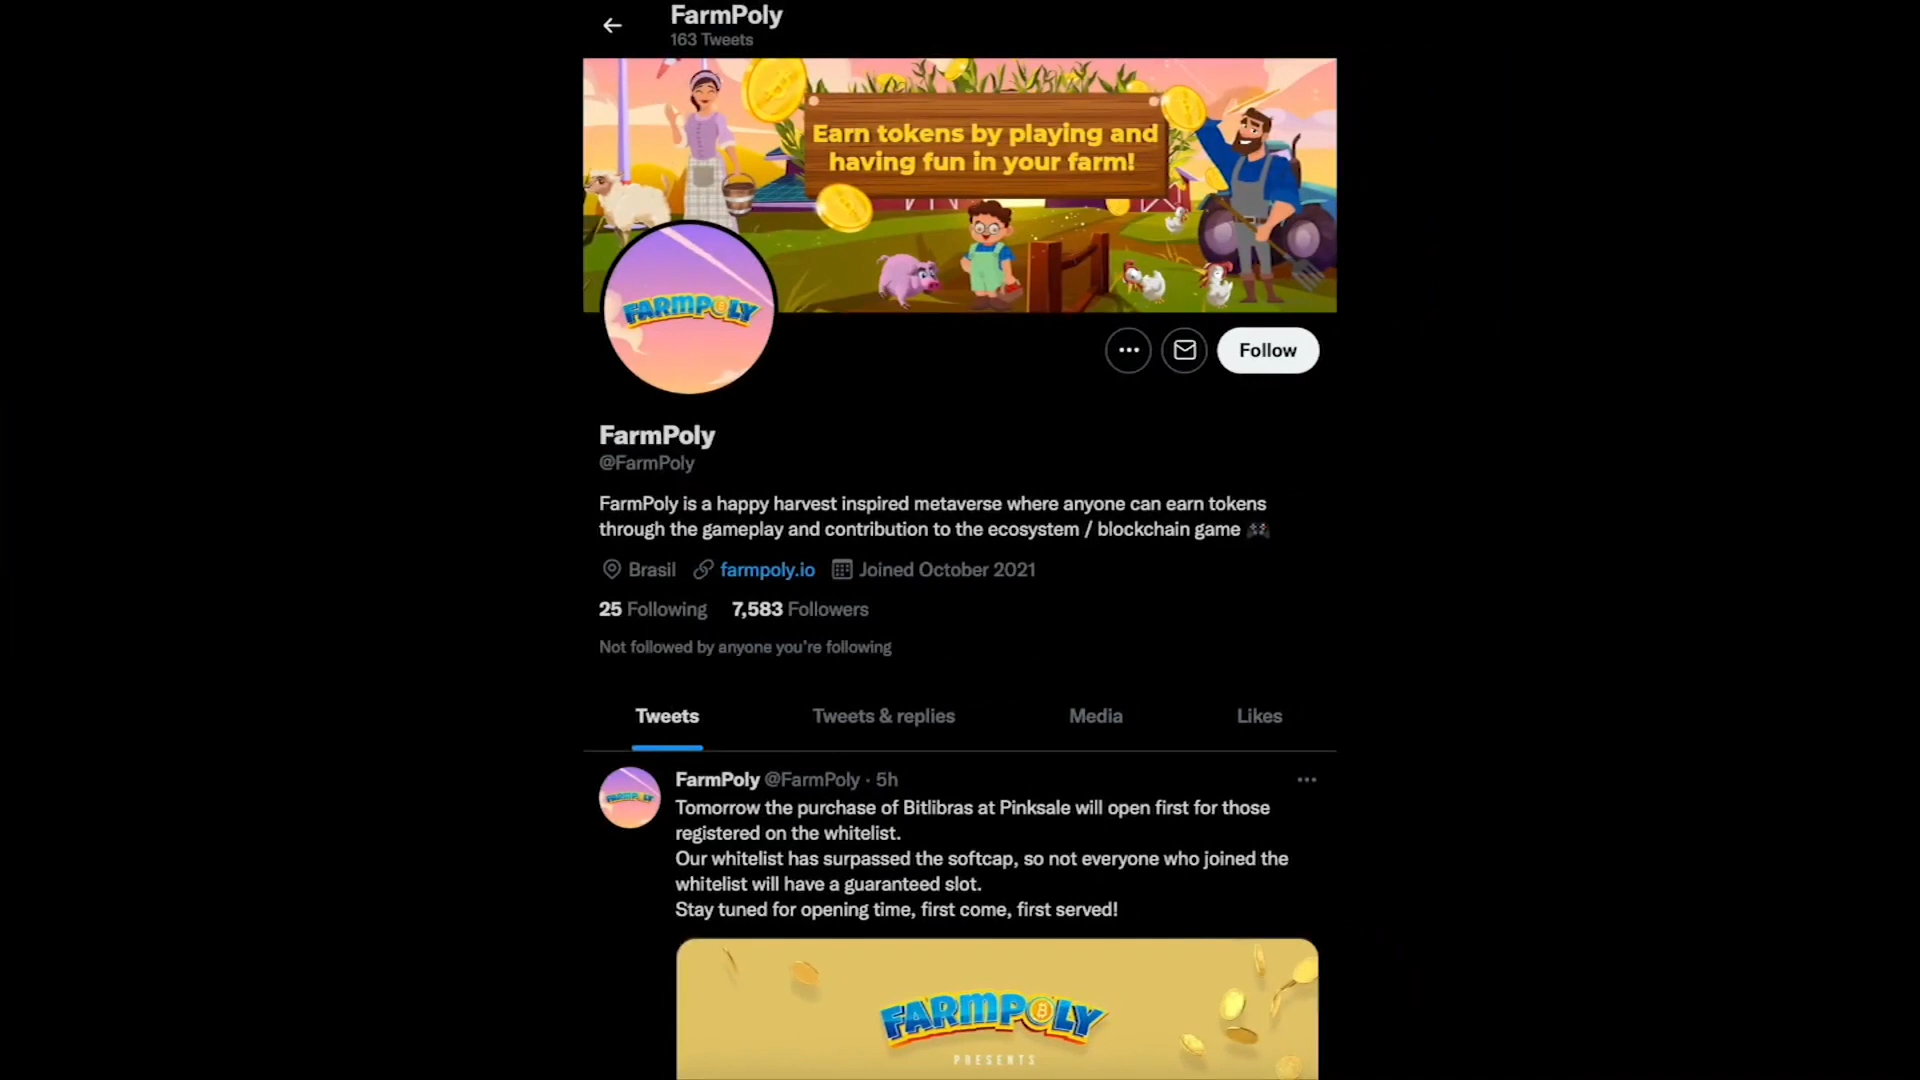 FarmPoly
163 Tweets
Earn tokens by playing and
having fun in your farm!
FARMPOLY
Follow
FarmPoly
@FarmPoly
FarmPoly is a happy harvest inspired metaverse where anyone can earn tokens
through the gameplay and contribution to the ecosystem / blockchain game 🎮
Brasil farmpoly.io Joined October 2021
25 Following 7,583 Followers
Not followed by anyone you're following
Tweets Tweets & replies Media Likes
FARMPOLY
FarmPoly @FarmPoly · 5h
Tomorrow the purchase of Bitlibras at Pinksale will open first for those
registered on the whitelist.
Our whitelist has surpassed the softcap, so not everyone who joined the
whitelist will have a guaranteed slot.
Stay tuned for opening time, first come, first served!
FARMPOLY
PRESENTS